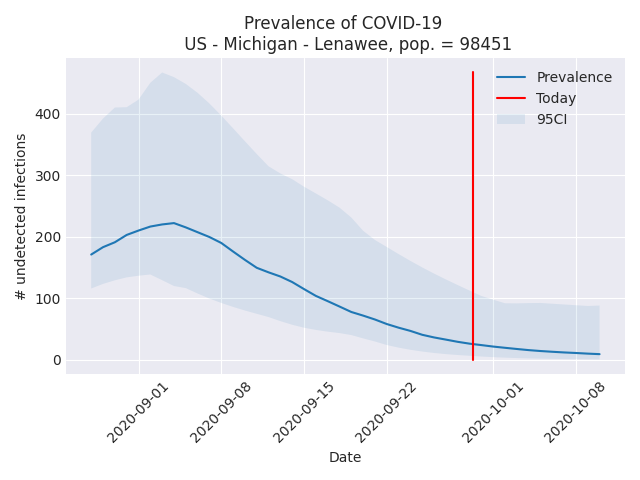 Prevalence of COVID-19
US - Michigan - Lenawee, pop. = 98451
Prevalence
Today
95CI
# undetected infections
400
300
200
100
0
2020-09-01
2020-09-08
2020-09-15
2020-09-22
2020-10-01
2020-10-08
Date